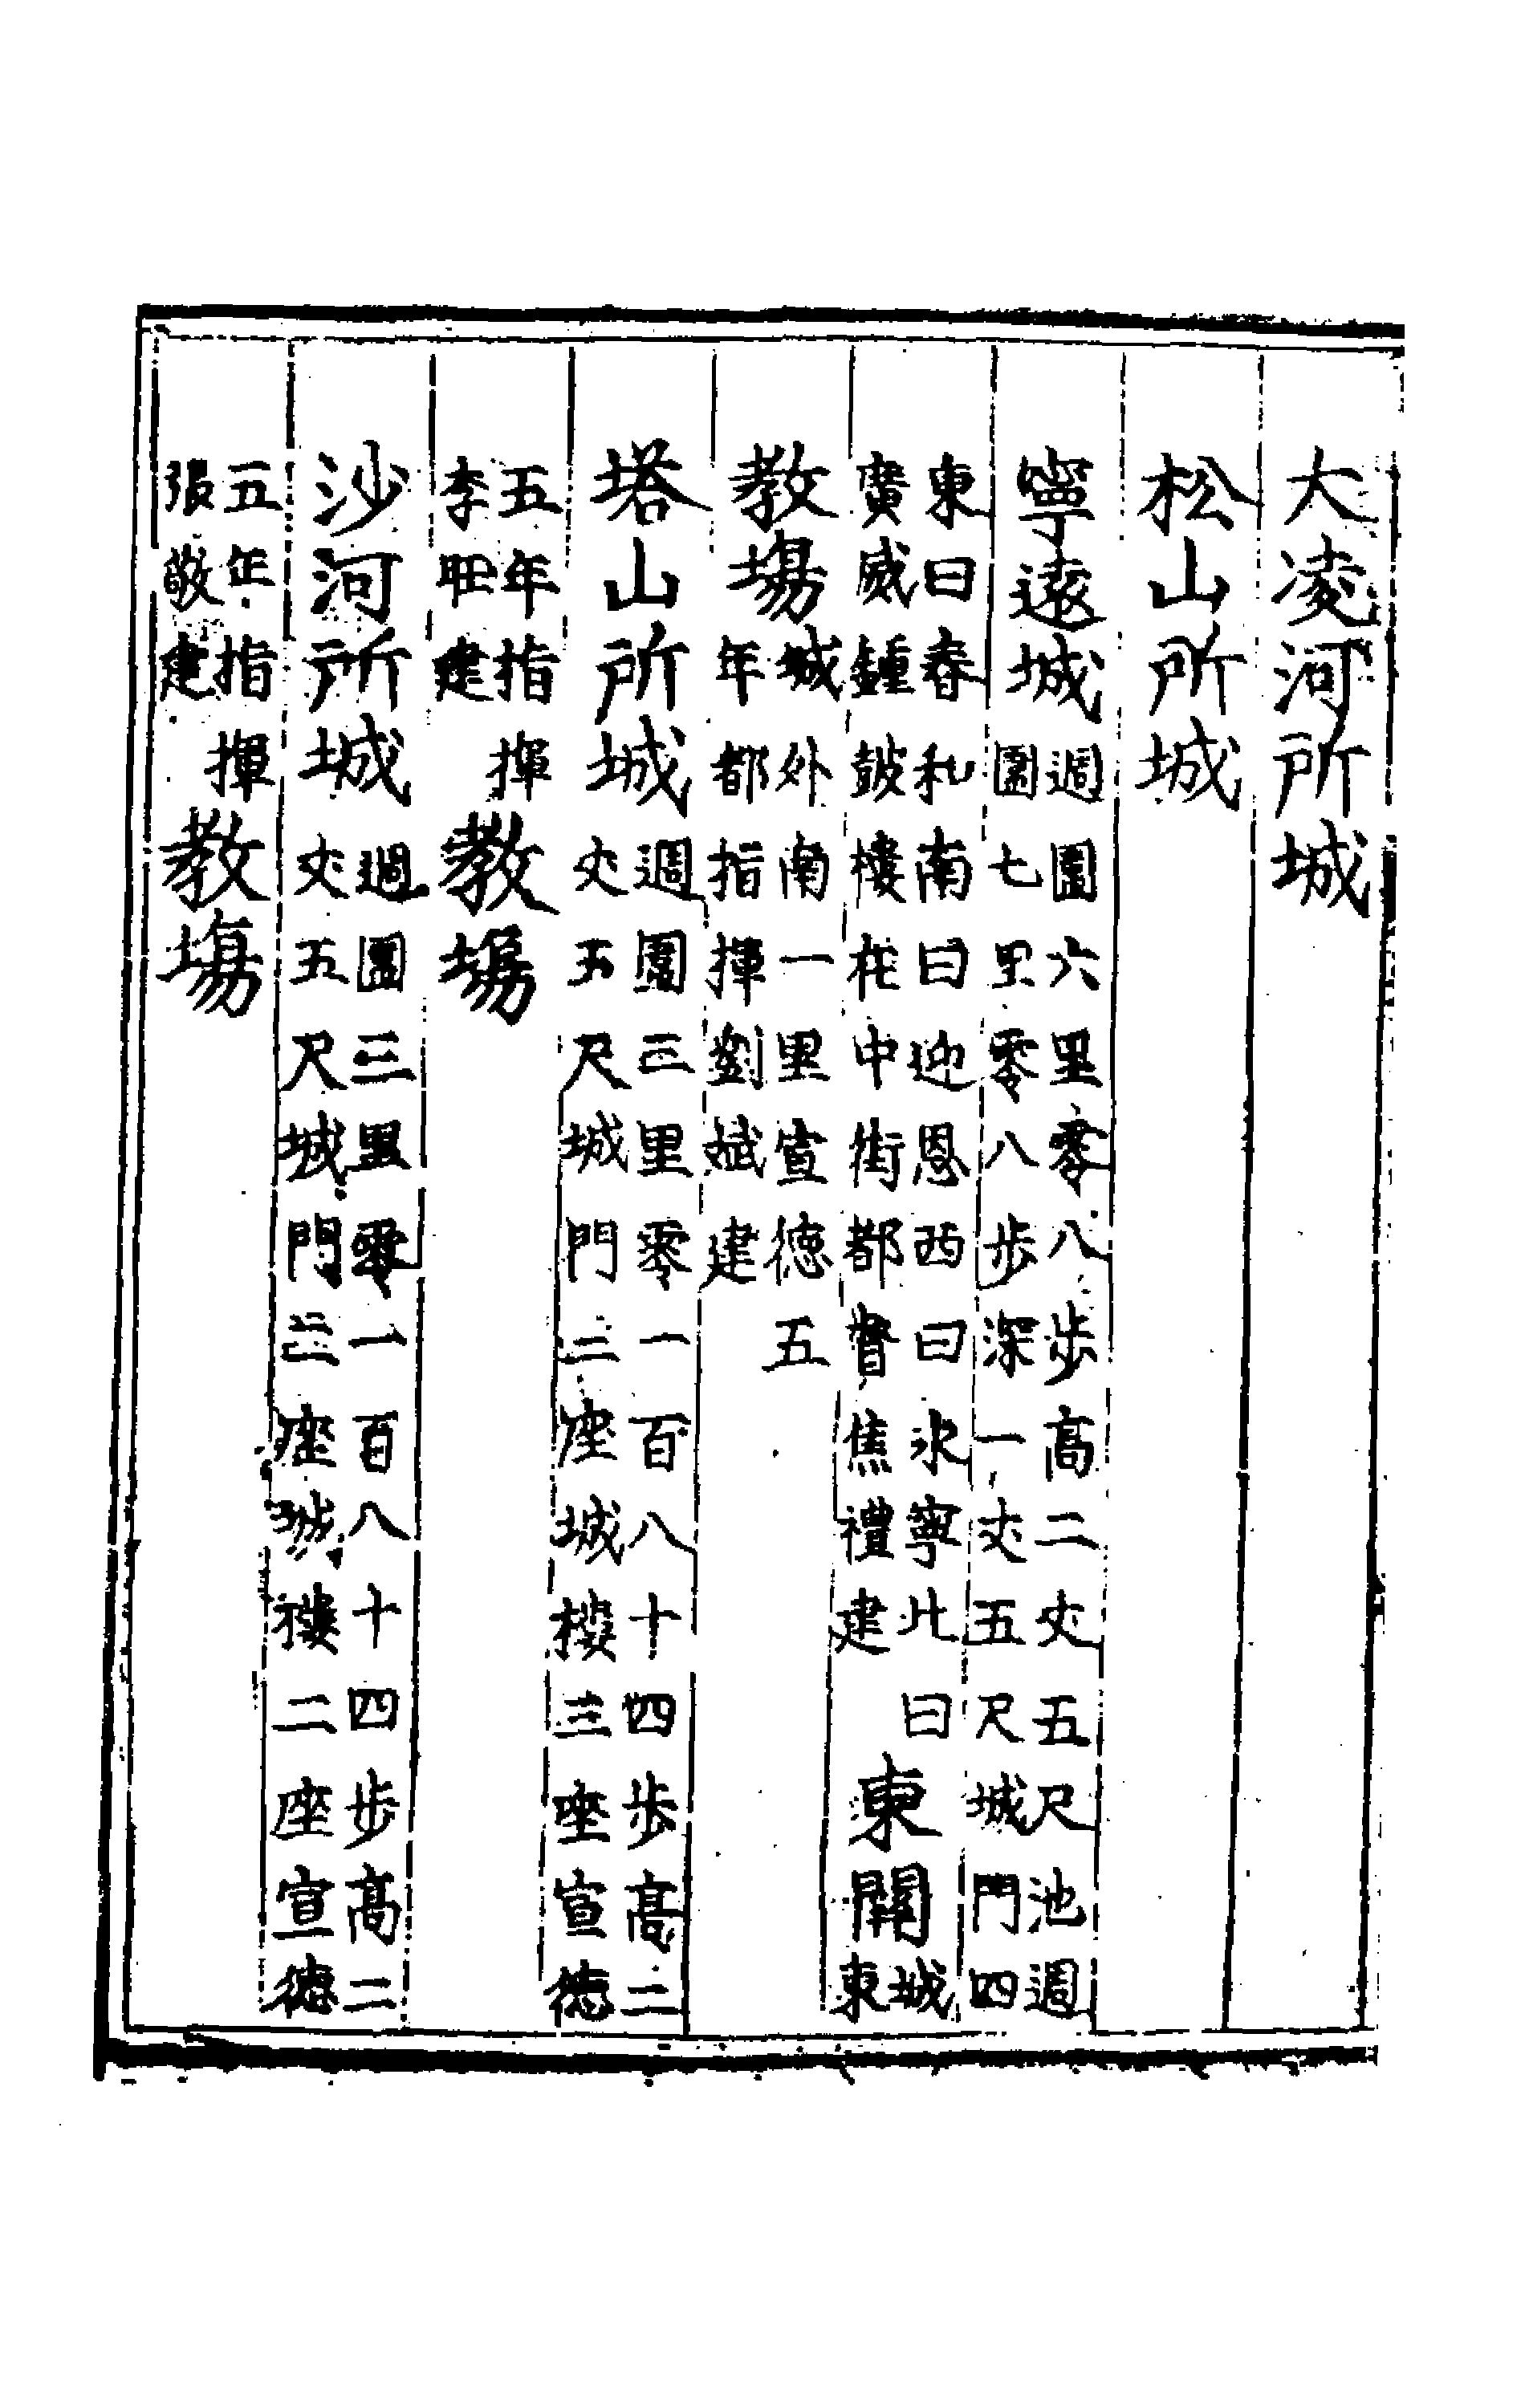 大凌河所城
松山所城
寧遠城週圍六里零八步高二丈五尺池週
圍七里零八步深一丈五尺城門四
東曰春和南曰迎恩西曰永寧北曰
廣威鍾鼓樓在中街都督焦禮建
東關城
東
教場城外南一里宣德五
年都指揮劉斌建
塔山所城週圍三里零一百八十四步高二
丈五尺城門二座城樓三座宣德
五年指揮
李旺建
教場
沙河所城週圍三里零一百八十四步高二
丈五尺城門二座城樓二座宣德
五年指揮
張敬建
教場